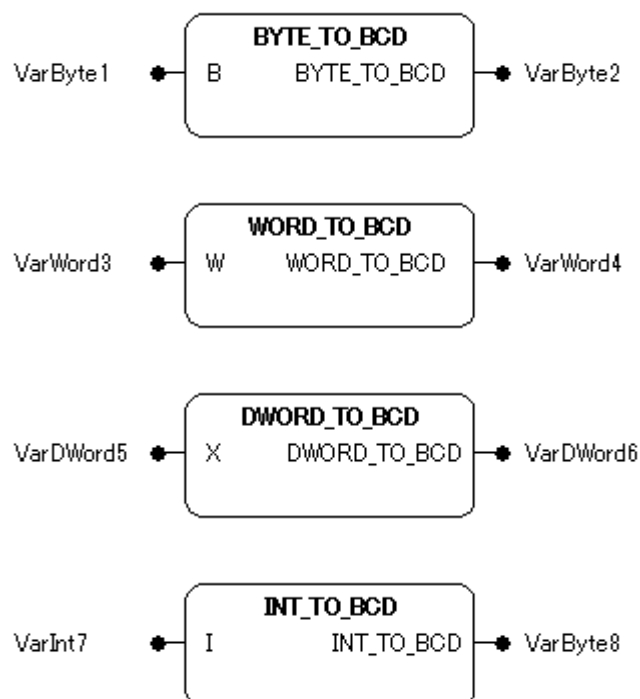 BYTE_TO_BCD
VarByte1 B BYTE_TO_BCD VarByte2
WORD_TO_BCD
VarWord3 W WORD_TO_BCD VarWord4
DWORD_TO_BCD
VarDWord5 X DWORD_TO_BCD VarDWord6
INT_TO_BCD
VarInt7 I INT_TO_BCD VarByte8